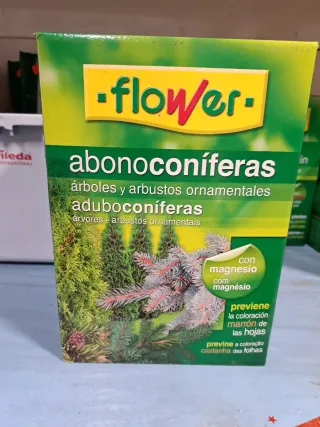 ·flower·
abonoconíferas
árboles y arbustos ornamentales
aduboconíferas
árvores e arbustos ornamentais
con
magnesio
com
magnésio
previene
la coloración
marrón de
las hojas
previne a coloração
castanha das folhas